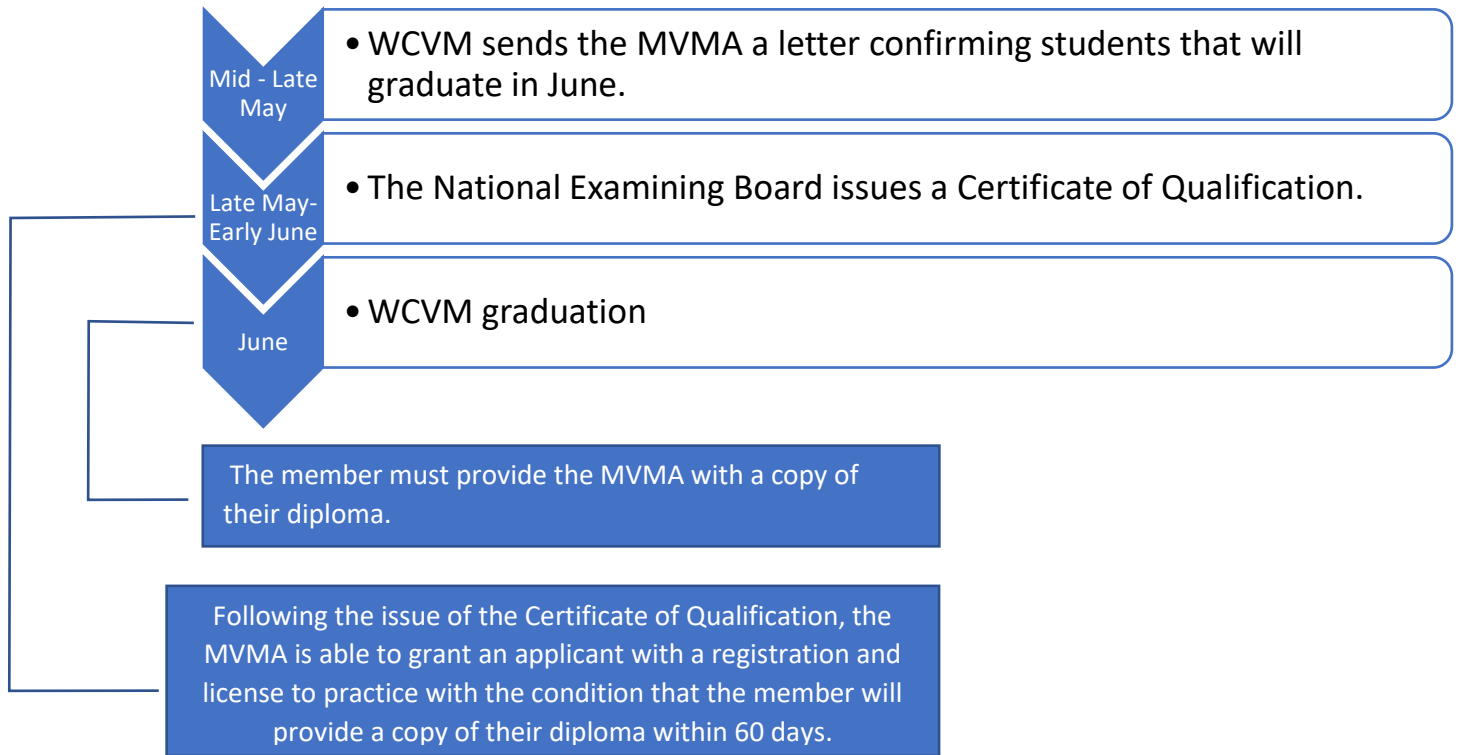 Mid - Late
May
• WCVM sends the MVMA a letter confirming students that will
graduate in June.
Late May-
Early June
• The National Examining Board issues a Certificate of Qualification.
June
• WCVM graduation
The member must provide the MVMA with a copy of
their diploma.
Following the issue of the Certificate of Qualification, the
MVMA is able to grant an applicant with a registration and
license to practice with the condition that the member will
provide a copy of their diploma within 60 days.